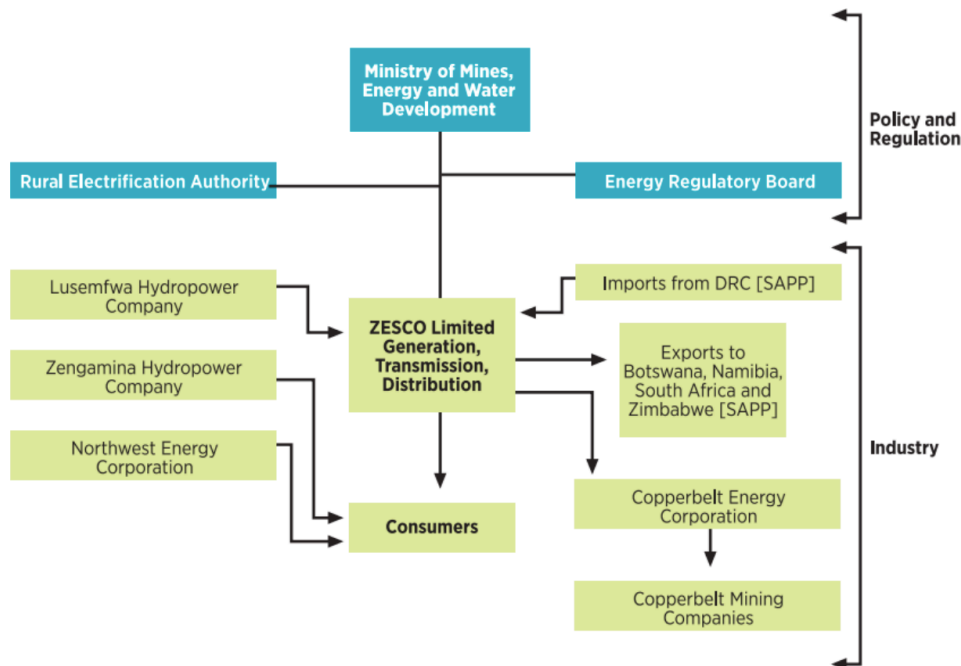 Ministry of Mines,
Energy and Water
Development
Policy and
Regulation
Rural Electrification Authority
Energy Regulatory Board
Lusemfwa Hydropower
Company
Imports from DRC [SAPP]
ZESCO Limited
Generation,
Transmission,
Distribution
Exports to
Botswana, Namibia,
South Africa and
Zimbabwe [SAPP]
Zengamina Hydropower
Company
Northwest Energy
Corporation
Industry
Consumers
Copperbelt Energy
Corporation
Copperbelt Mining
Companies